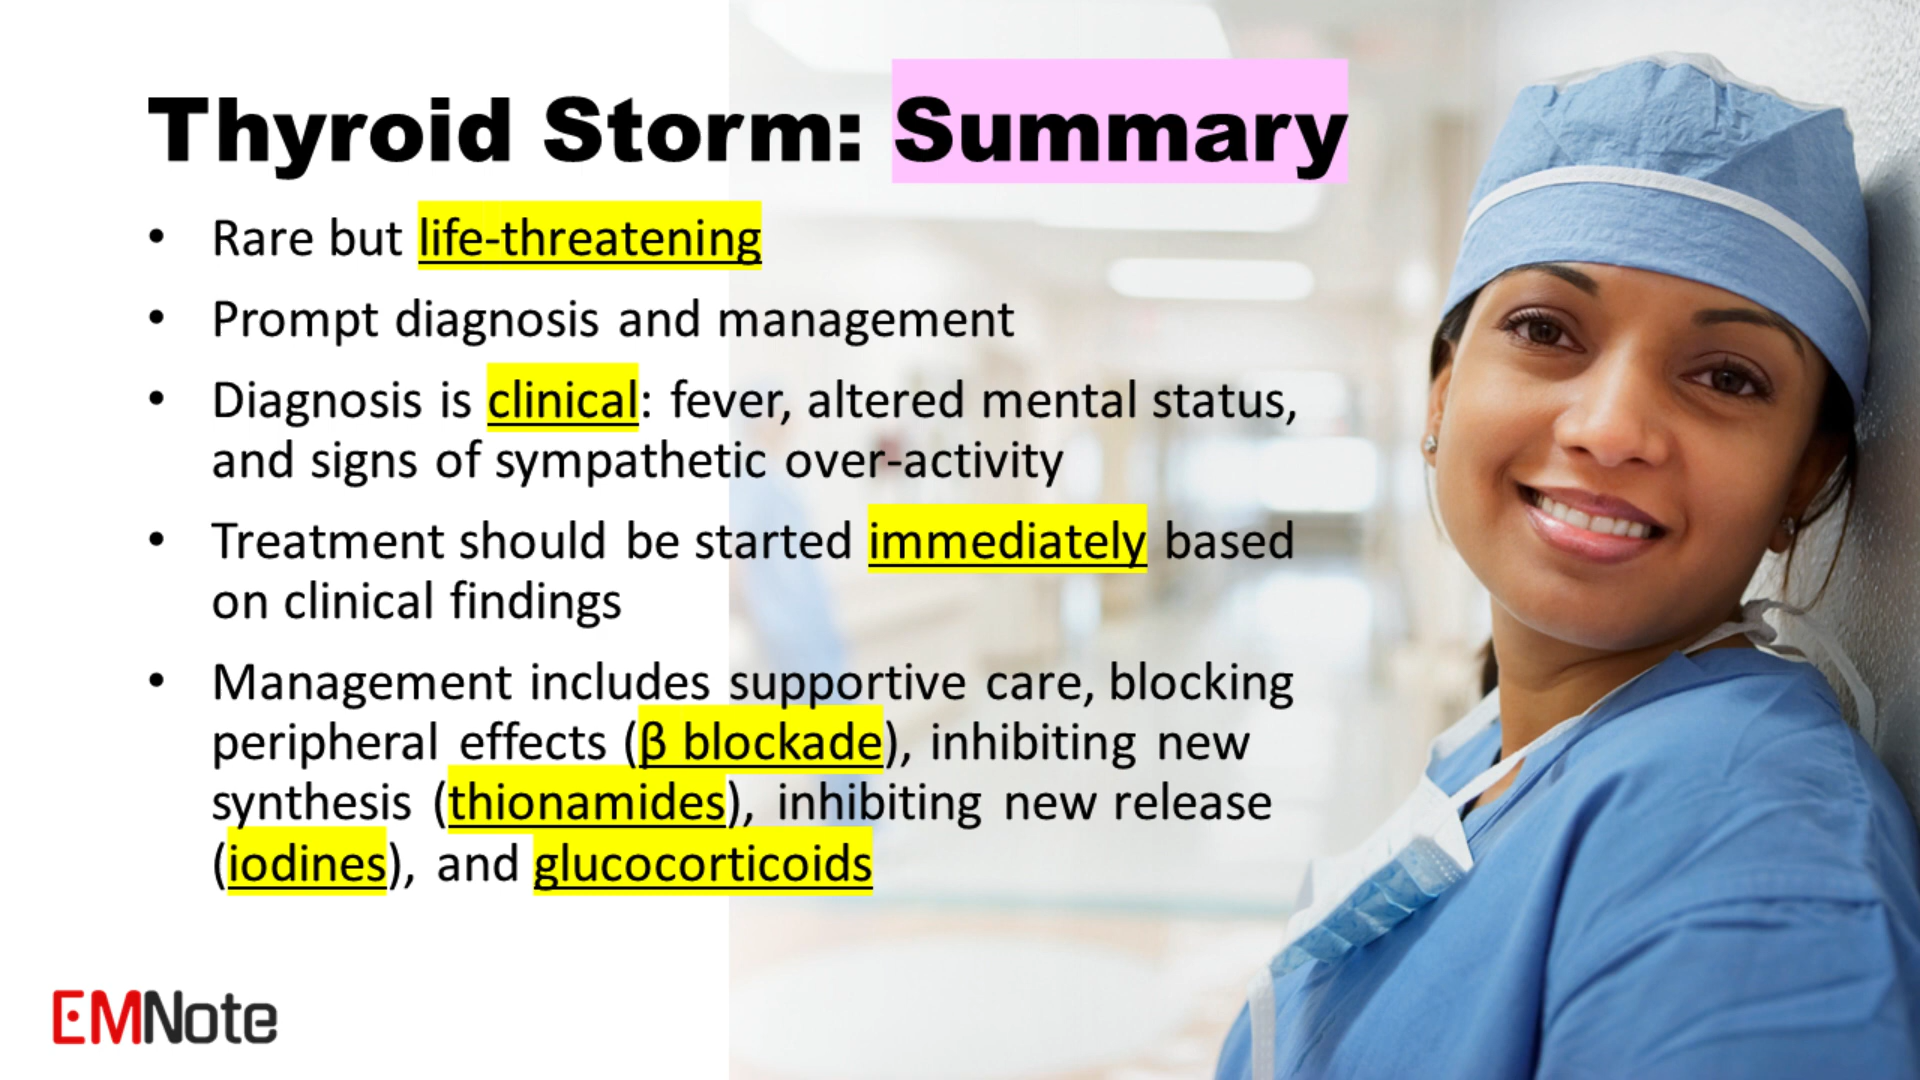 Thyroid Storm: Summary
• Rare but life-threatening
• Prompt diagnosis and management
• Diagnosis is clinical: fever, altered mental status,
and signs of sympathetic over-activity
• Treatment should be started immediately based
on clinical findings
• Management includes supportive care, blocking
peripheral effects (β blockade), inhibiting new
synthesis (thionamides), inhibiting new release
(iodines), and glucocorticoids
EMNote